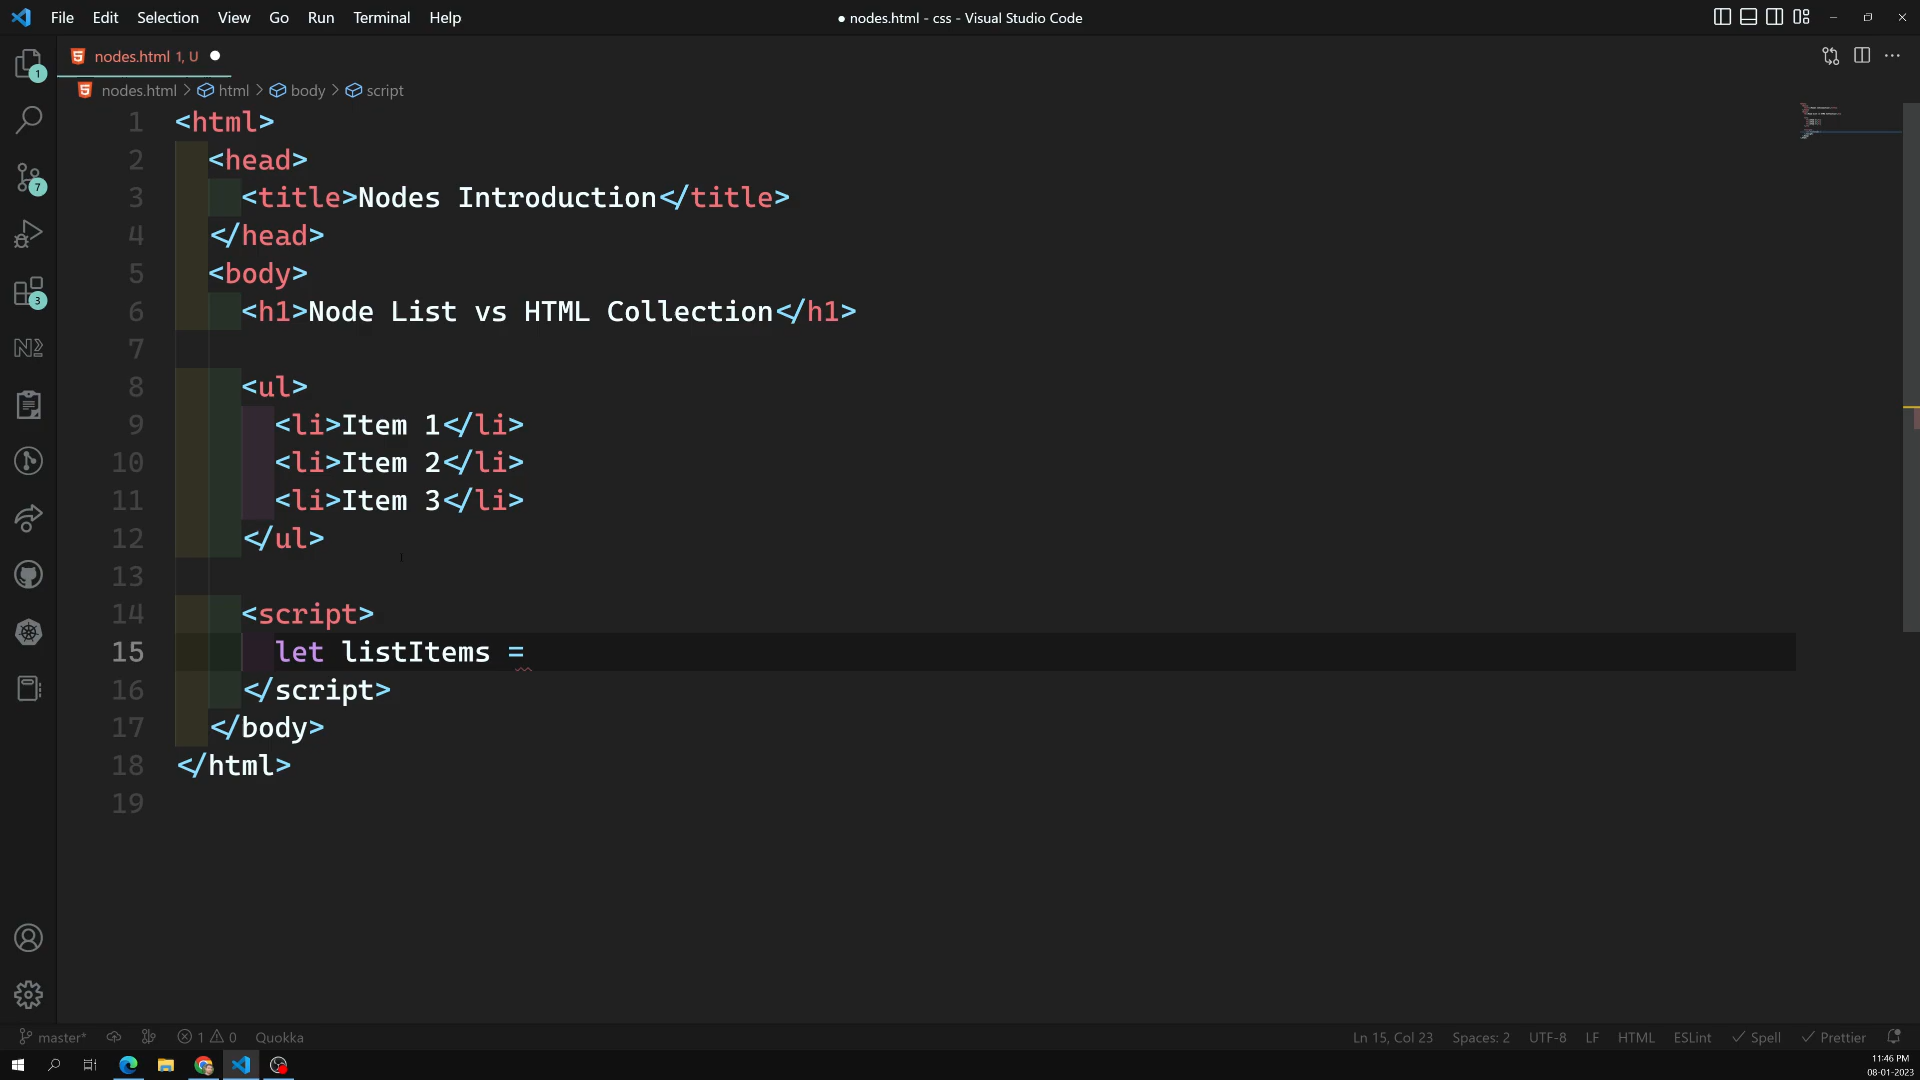 File Edit Selection View Go Run Terminal Help
● nodes.html - css - Visual Studio Code
nodes.html 1, U ●
nodes.html > html > body > script
1 <html>
2 <head>
3 <title>Nodes Introduction</title>
4 </head>
5 <body>
6 <h1>Node List vs HTML Collection</h1>
7
8 <ul>
9 <li>Item 1</li>
10 <li>Item 2</li>
11 <li>Item 3</li>
12 </ul>
13
14 <script>
15 let listItems =
16 </script>
17 </body>
18 </html>
19
1
7
3
master* 1 0 Quokka Ln 15, Col 23 Spaces: 2 UTF-8 LF HTML ESLint Spell Prettier
11:46 PM
08-01-2023